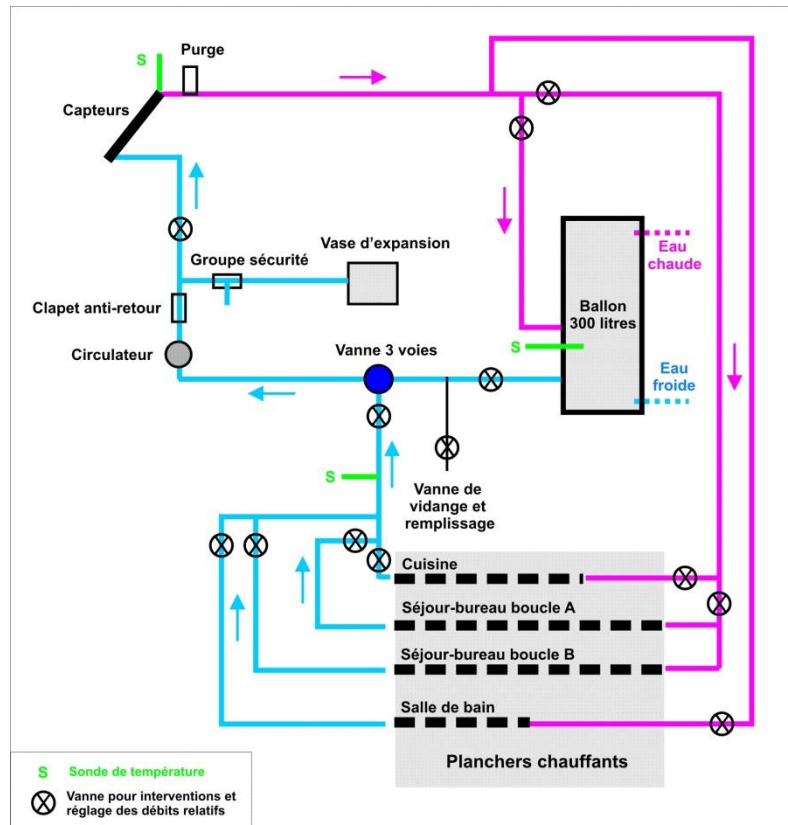 Purge
S
Capteurs
Groupe sécurité
Vase d'expansion
Eau
chaude
Ballon
300 litres
Clapet anti-retour
S
Circulateur
Vanne 3 voies
Eau
froide
S
Vanne de
vidange et
remplissage
Cuisine
Séjour-bureau boucle A
Séjour-bureau boucle B
Salle de bain
Planchers chauffants
S Sonde de température
Vanne pour interventions et
réglage des débits relatifs